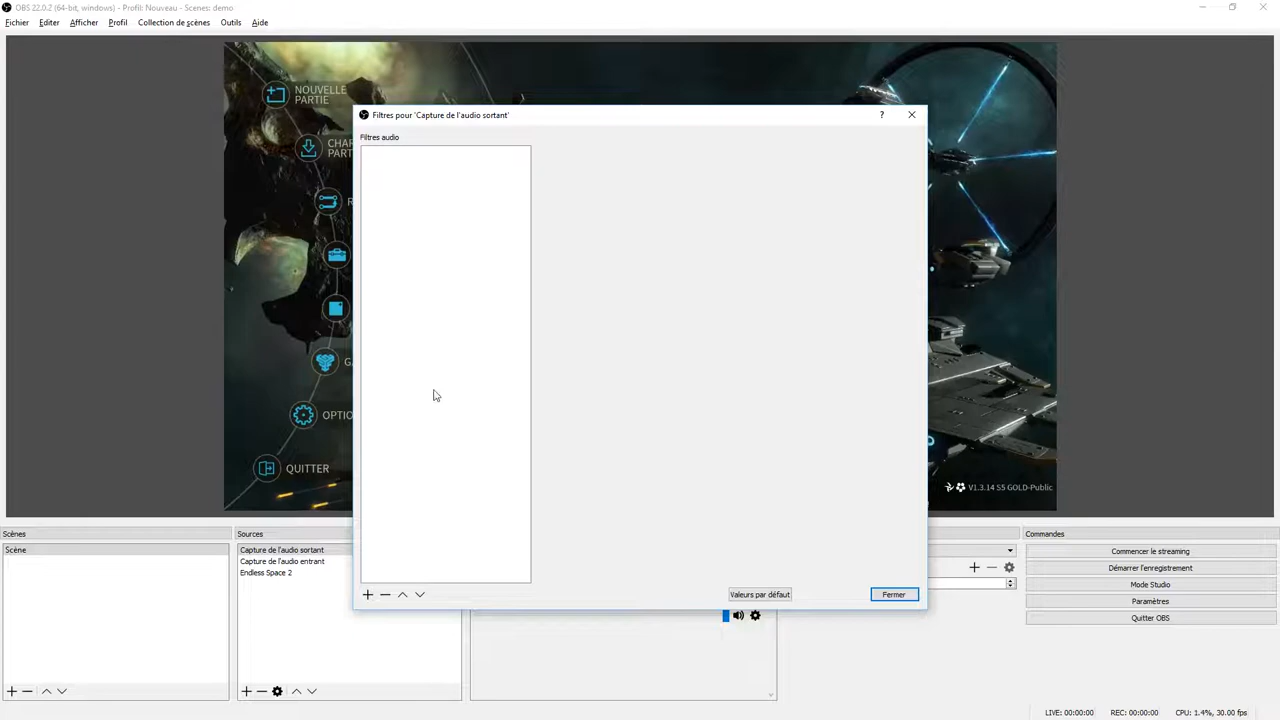 OBS 22.0.2 (64-bit, windows) - Profil: Nouveau - Scenes: demo
Fichier Editer Afficher Profil Collection de scènes Outils Aide
NOUVELLE
PARTIE
Filtres pour 'Capture de l'audio sortant'
?
Filtres audio
CHAR
PART
R
G
OPTIO
QUITTER
V1.3.14 S5 GOLD-Public
Scènes
Scène
Sources
Capture de l'audio sortant
Capture de l'audio entrant
Endless Space 2
Valeurs par défaut
Fermer
Commandes
Commencer le streaming
Démarrer l'enregistrement
Mode Studio
Paramètres
Quitter OBS
LIVE: 00:00:00 REC: 00:00:00 CPU: 1.4%, 30.00 fps